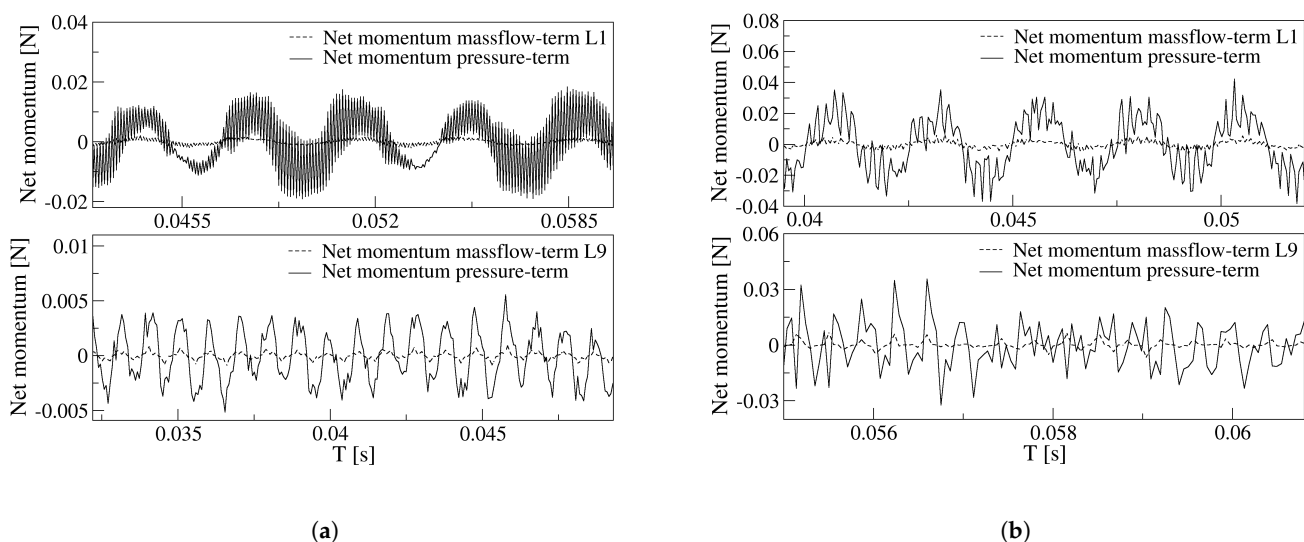 Net momentum [N]
0.04
0.02
0
-0.02
Net momentum massflow-term L1
Net momentum pressure-term
0.0455
0.052
0.0585
Net momentum [N]
0.01
0.005
0
-0.005
Net momentum massflow-term L9
Net momentum pressure-term
0.035
0.04
0.045
T [s]
(a)
Net momentum [N]
0.08
0.06
0.04
0.02
0
-0.02
-0.04
Net momentum massflow-term L1
Net momentum pressure-term
0.04
0.045
0.05
Net momentum [N]
0.06
0.03
0
-0.03
Net momentum massflow-term L9
Net momentum pressure-term
0.056
0.058
0.06
T [s]
(b)